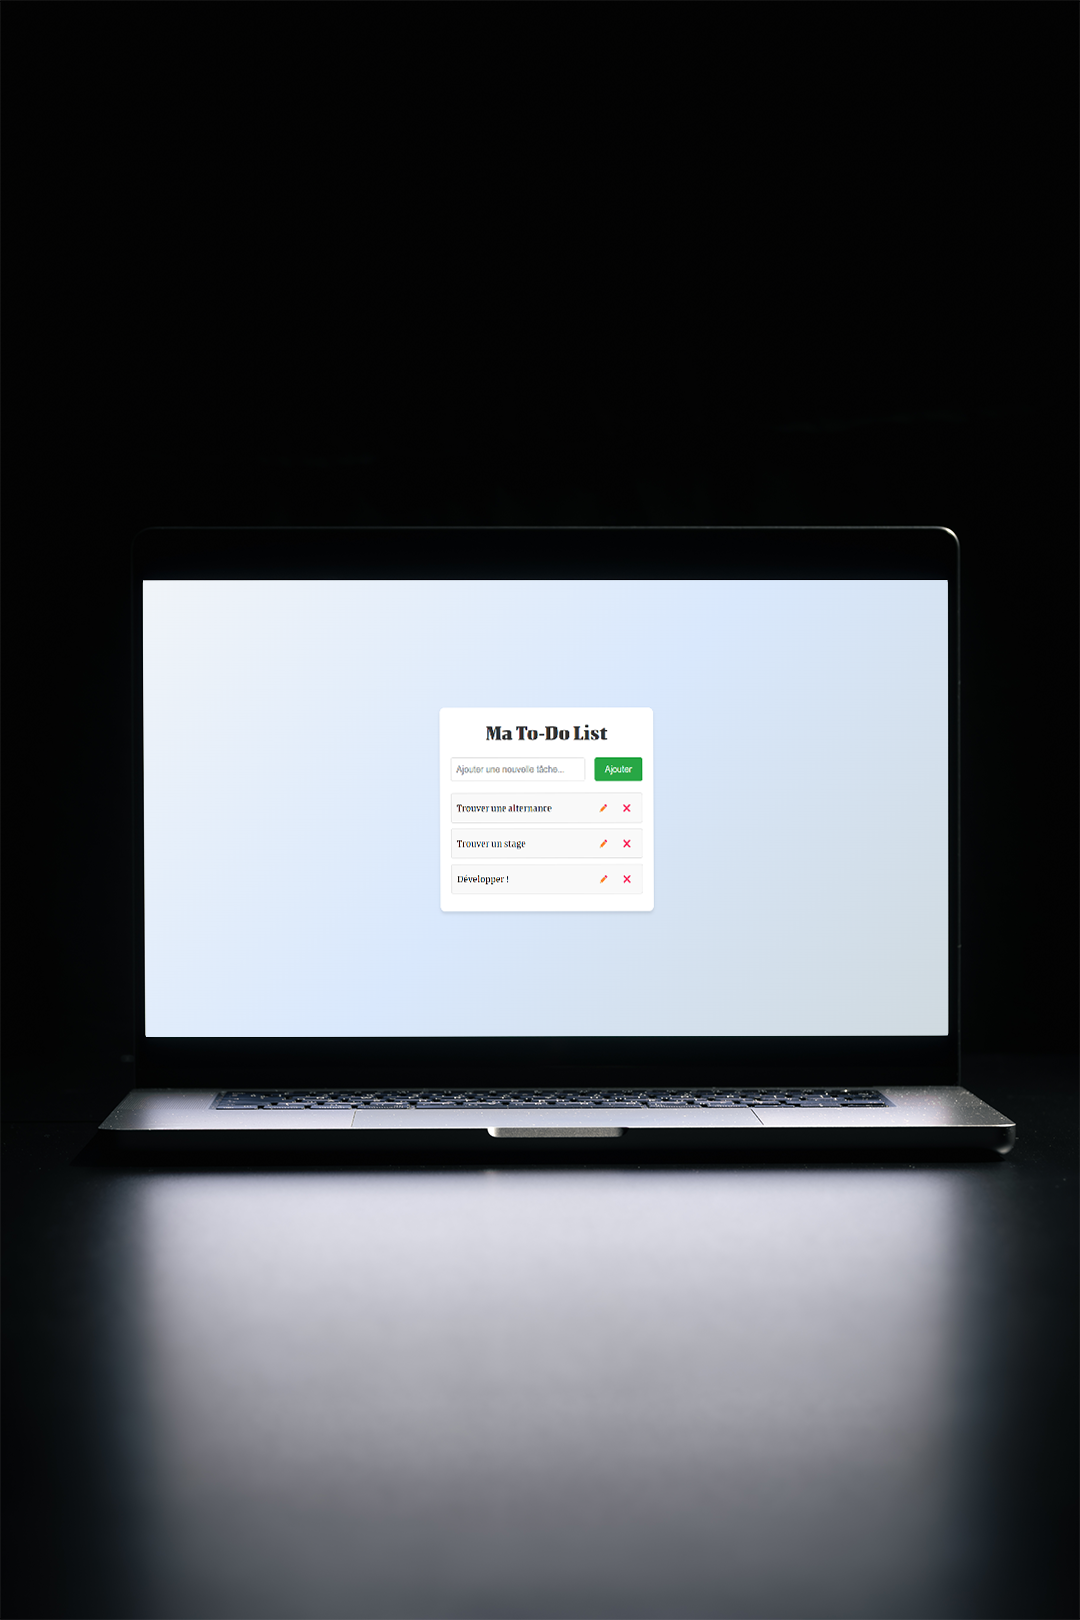 Ma To-Do List
Ajouter une nouvelle tâche...
Ajouter
Trouver une alternance
Trouver un stage
Développer !